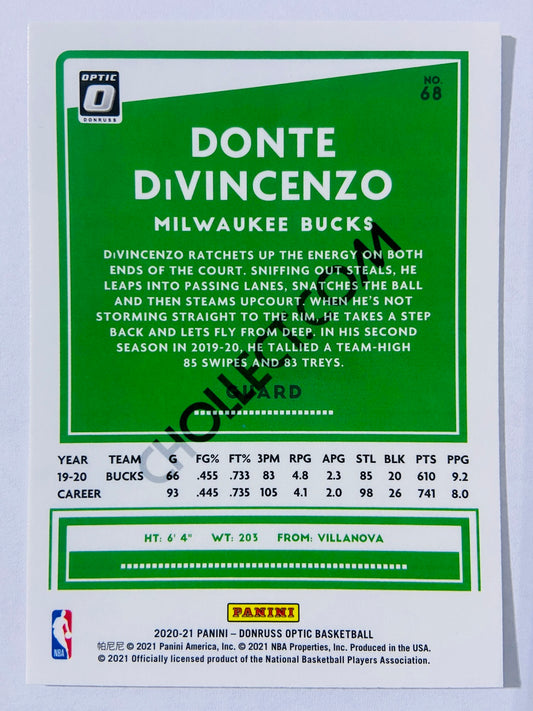 OPTIC
DONRUSS
NO.
68
DONTE
DiVINCENZO
MILWAUKEE BUCKS
DiVINCENZO RATCHETS UP THE ENERGY ON BOTH
ENDS OF THE COURT. SNIFFING OUT STEALS, HE
LEAPS INTO PASSING LANES, SNATCHES THE BALL
AND THEN STEAMS UPCOURT. WHEN HE'S NOT
STORMING STRAIGHT TO THE RIM, HE TAKES A STEP
BACK AND LETS FLY FROM DEEP. IN HIS SECOND
SEASON IN 2019-20, HE TALLIED A TEAM-HIGH
85 SWIPES AND 83 TREYS.
GUARD
CHOLLECT.COM
YEAR TEAM G FG% FT% 3PM RPG APG STL BLK PTS PPG
19-20 BUCKS 66 .455 .733 83 4.8 2.3 85 20 610 9.2
CAREER 93 .445 .735 105 4.1 2.0 98 26 741 8.0
HT: 6' 4" WT: 203 FROM: VILLANOVA
PANINI
NBA
2020-21 PANINI – DONRUSS OPTIC BASKETBALL
帕尼尼 © 2021 Panini America, Inc. © 2021 NBA Properties, Inc. Produced in the USA.
© 2021 Officially licensed product of the National Basketball Players Association.